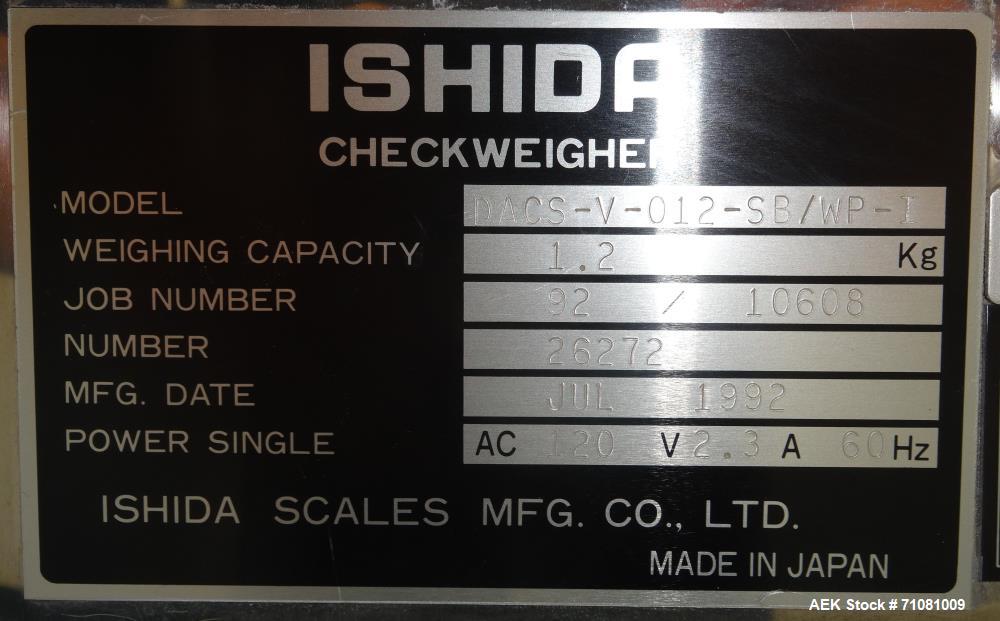 ISHIDA
CHECKWEIGHER
MODEL DACS-V-012-SB/WP-I
WEIGHING CAPACITY 1.2 Kg
JOB NUMBER 92 / 10608
NUMBER 26272
MFG. DATE JUL 1992
POWER SINGLE AC 120 V 2.3 A 60 Hz
ISHIDA SCALES MFG. CO., LTD.
MADE IN JAPAN
AEK Stock # 71081009